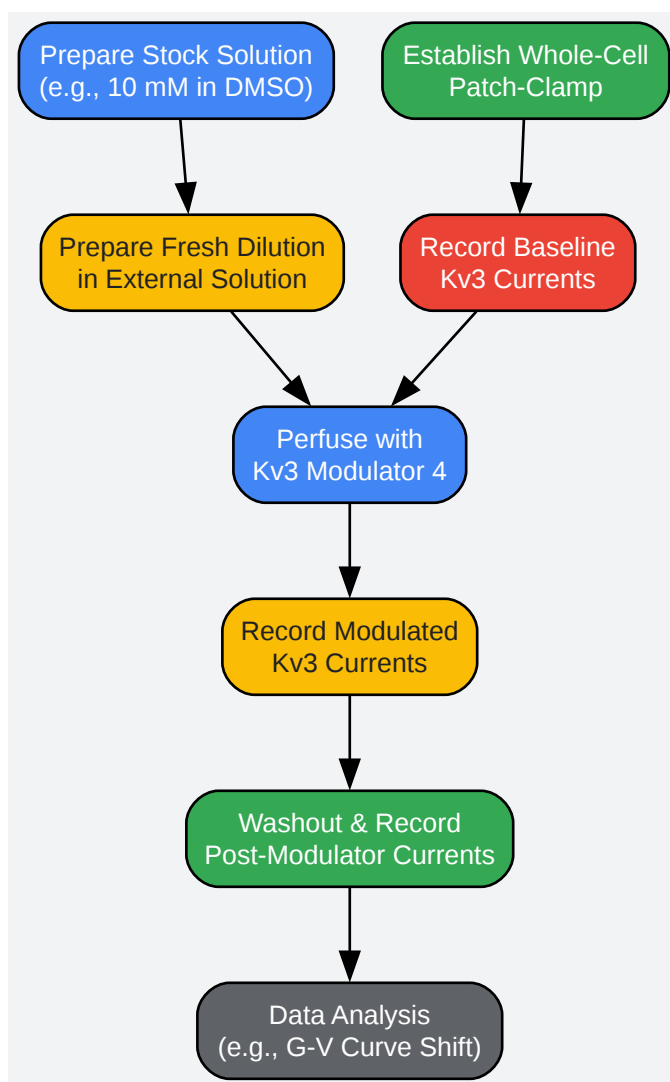 Prepare Stock Solution
(e.g., 10 mM in DMSO)
Establish Whole-Cell
Patch-Clamp
Prepare Fresh Dilution
in External Solution
Record Baseline
Kv3 Currents
Perfuse with
Kv3 Modulator 4
Record Modulated
Kv3 Currents
Washout & Record
Post-Modulator Currents
Data Analysis
(e.g., G-V Curve Shift)